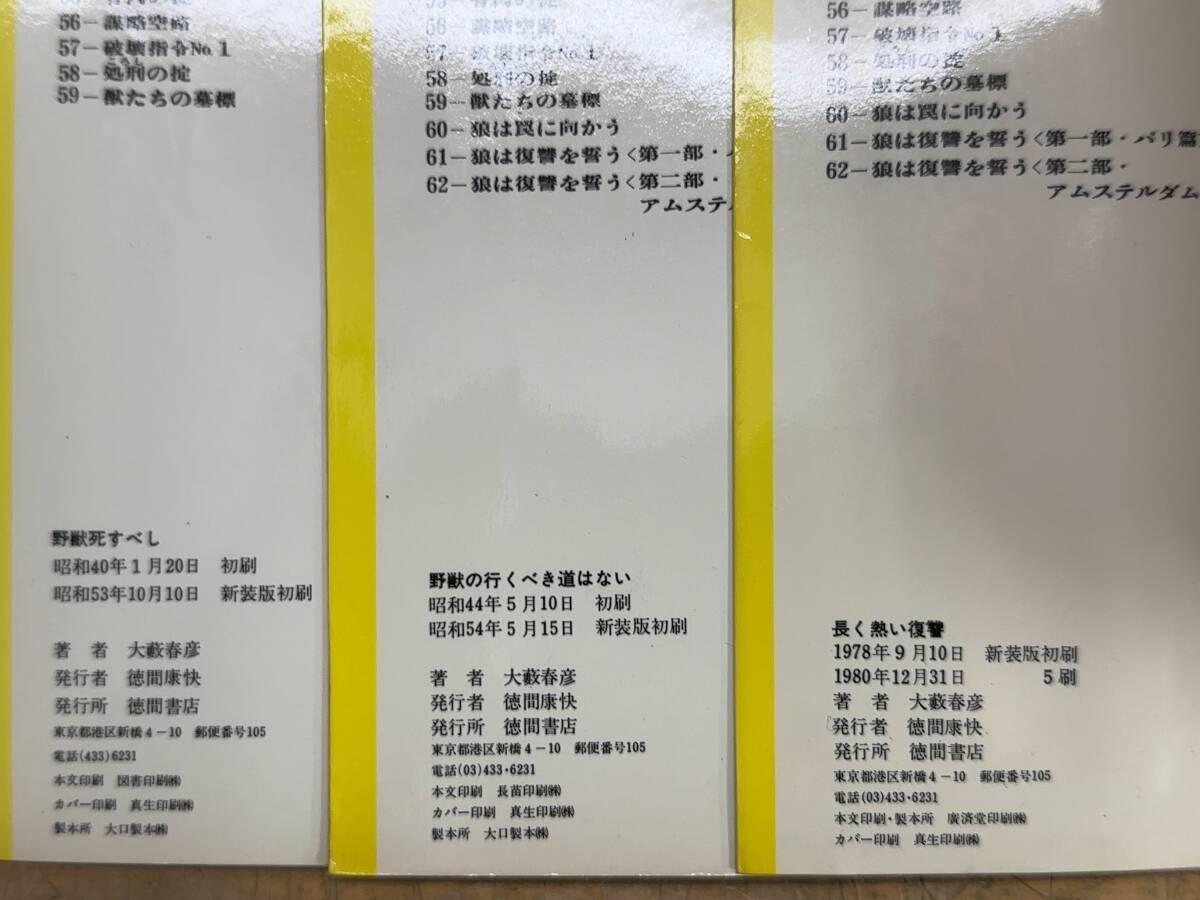 56－謀略空路
57－破壊指令No.1
58－処刑の掟
59－獣たちの墓標
野獣死すべし
昭和40年1月20日　初刷
昭和53年10月10日　新装版初刷
著　者　大藪春彦
発行者　徳間康快
発行所　徳間書店
東京都港区新橋4－10　郵便番号105
電話(433)6231
本文印刷　図書印刷㈱
カバー印刷　真生印刷㈱
製本所　大口製本㈱
56－謀略空路
57－破壊指令No.1
58－処刑の掟
59－獣たちの墓標
60－狼は罠に向かう
61－狼は復讐を誓う〈第一部・
62－狼は復讐を誓う〈第二部・
アムステル
野獣の行くべき道はない
昭和44年5月10日　初刷
昭和54年5月15日　新装版初刷
著　者　大藪春彦
発行者　徳間康快
発行所　徳間書店
東京都港区新橋4－10　郵便番号105
電話(03)433・6231
本文印刷　長苗印刷㈱
カバー印刷　真生印刷㈱
製本所　大口製本㈱
56－謀略空路
57－破壊指令No.1
58－処刑の掟
59－獣たちの墓標
60－狼は罠に向かう
61－狼は復讐を誓う〈第一部・パリ篇
62－狼は復讐を誓う〈第二部・
アムステルダム
長く熱い復讐
1978年9月10日　新装版初刷
1980年12月31日　5刷
著　者　大藪春彦
発行者　徳間康快
発行所　徳間書店
東京都港区新橋4－10　郵便番号105
電話(03)433・6231
本文印刷・製本所　廣済堂印刷㈱
カバー印刷　真生印刷㈱